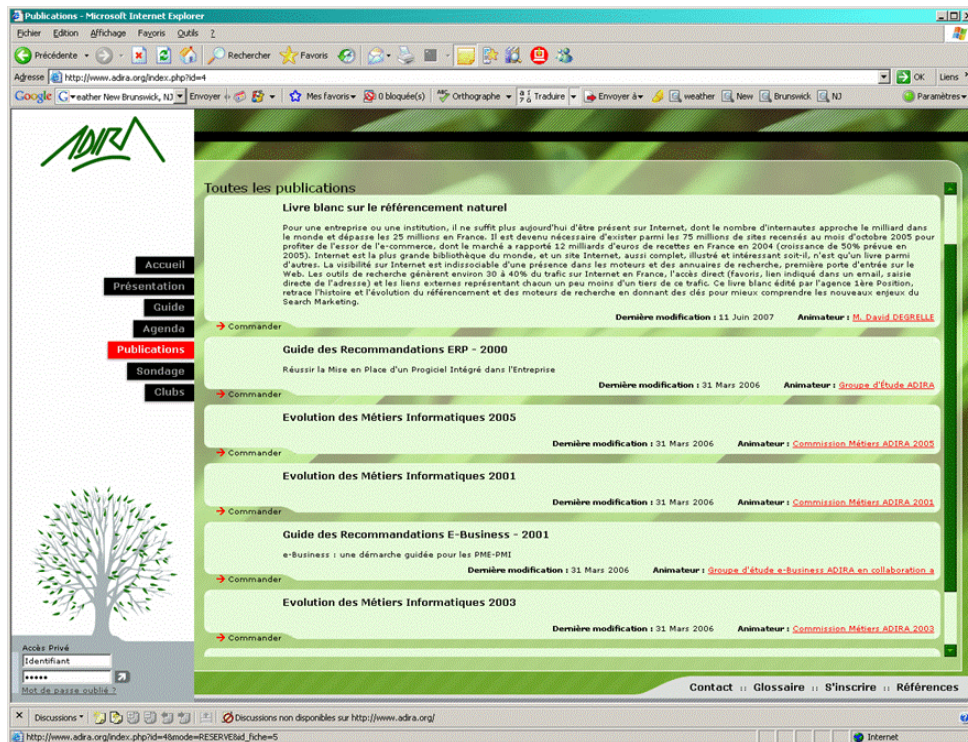 Publications - Microsoft Internet Explorer
Fichier Edition Affichage Favoris Outils ?
Précédente Rechercher Favoris
Adresse http://www.adira.org/index.php?id=4 OK Liens
Google weather New Brunswick, NJ Envoyer Mes favoris 0 bloquée(s) Orthographe Traduire Envoyer à weather New Brunswick NJ Paramètres
ADIRA
Accueil
Présentation
Guide
Agenda
Publications
Sondage
Clubs
Toutes les publications
Livre blanc sur le référencement naturel
Pour une entreprise ou une institution, il ne suffit plus aujourd'hui d'être présent sur Internet, dont le nombre d'internautes approche le milliard dans
le monde et dépasse les 25 millions en France. Il est devenu nécessaire d'exister parmi les 75 millions de sites recensés au mois d'octobre 2005 pour
profiter de l'essor de l'e-commerce, dont le marché a rapporté 12 milliards d'euros de recettes en France en 2004 (croissance de 50% prévue en
2005). Internet est la plus grande bibliothèque du monde, et un site Internet, aussi complet, illustré et intéressant soit-il, n'est qu'un livre parmi
d'autres. La visibilité sur Internet est indissociable d'une présence dans les moteurs et des annuaires de recherche, première porte d'entrée sur le
Web. Les outils de recherche génèrent environ 30 à 40% du trafic sur Internet en France, l'accès direct (favoris, lien indiqué dans un email, saisie
directe de l'adresse) et les liens externes représentant chacun un peu moins d'un tiers de ce trafic. Ce livre blanc édité par l'agence 1ère Position,
retrace l'histoire et l'évolution du référencement et des moteurs de recherche en donnant des clés pour mieux comprendre les nouveaux enjeux du
Search Marketing.
Dernière modification : 11 Juin 2007 Animateur : M. David DEGRELLE
Commander
Guide des Recommandations ERP - 2000
Réussir la Mise en Place d'un Progiciel Intégré dans l'Entreprise
Dernière modification : 31 Mars 2006 Animateur : Groupe d'Étude ADIRA
Commander
Evolution des Métiers Informatiques 2005
Dernière modification : 31 Mars 2006 Animateur : Commission Métiers ADIRA 2005
Commander
Evolution des Métiers Informatiques 2001
Dernière modification : 31 Mars 2006 Animateur : Commission Métiers ADIRA 2001
Commander
Guide des Recommandations E-Business - 2001
e-Business : une démarche guidée pour les PME-PMI
Dernière modification : 31 Mars 2006 Animateur : Groupe d'étude e-Business ADIRA en collaboration a
Commander
Evolution des Métiers Informatiques 2003
Dernière modification : 31 Mars 2006 Animateur : Commission Métiers ADIRA 2003
Commander
Accès Privé
Identifiant
•••••
Mot de passe oublié ?
Contact :: Glossaire :: S'inscrire :: Références
Discussions Discussions non disponibles sur http://www.adira.org/
http://www.adira.org/index.php?id=4&mode=RESERVE&id_fiche=5 Internet